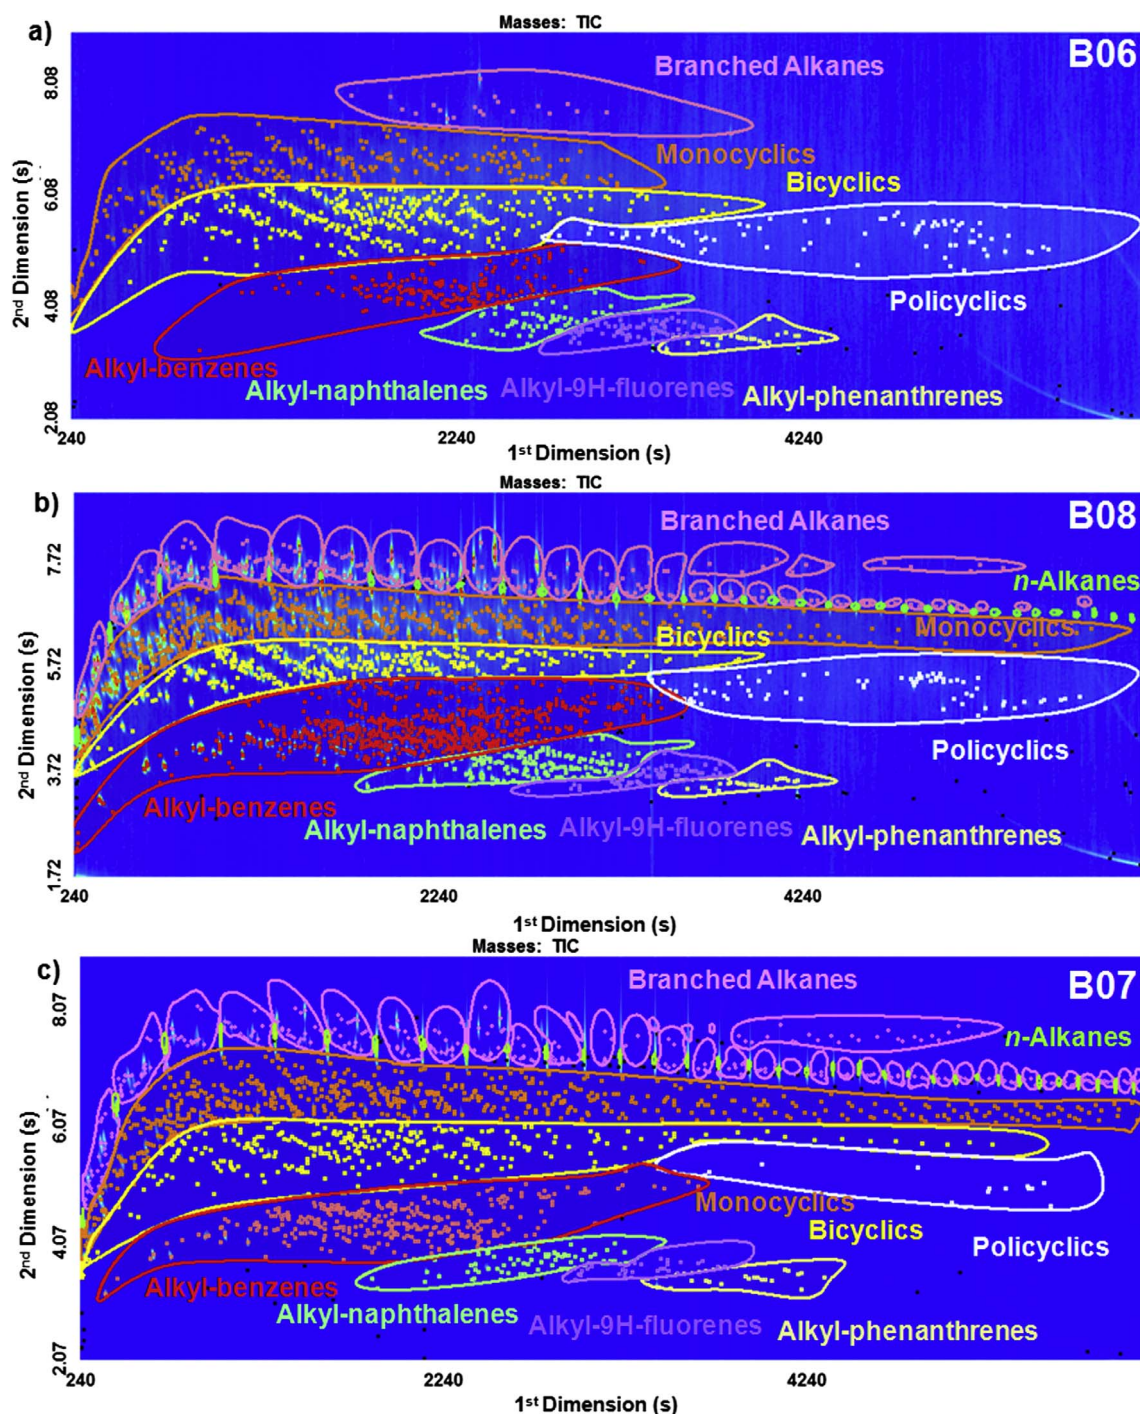 a)
Masses: TIC
B06
Branched Alkanes
Monocyclics
Bicyclics
Policyclics
Alkyl-benzenes
Alkyl-naphthalenes
Alkyl-9H-fluorenes
Alkyl-phenanthrenes
2nd Dimension (s)
8.08
6.08
4.08
2.08
240
2240
4240
1st Dimension (s)
b)
Masses: TIC
B08
Branched Alkanes
n-Alkanes
Monocyclics
Bicyclics
Policyclics
Alkyl-benzenes
Alkyl-naphthalenes
Alkyl-9H-fluorenes
Alkyl-phenanthrenes
2nd Dimension (s)
7.72
5.72
3.72
1.72
240
2240
4240
1st Dimension (s)
c)
Masses: TIC
B07
Branched Alkanes
n-Alkanes
Monocyclics
Bicyclics
Policyclics
Alkyl-benzenes
Alkyl-naphthalenes
Alkyl-9H-fluorenes
Alkyl-phenanthrenes
2nd Dimension (s)
8.07
6.07
4.07
2.07
240
2240
4240
1st Dimension (s)